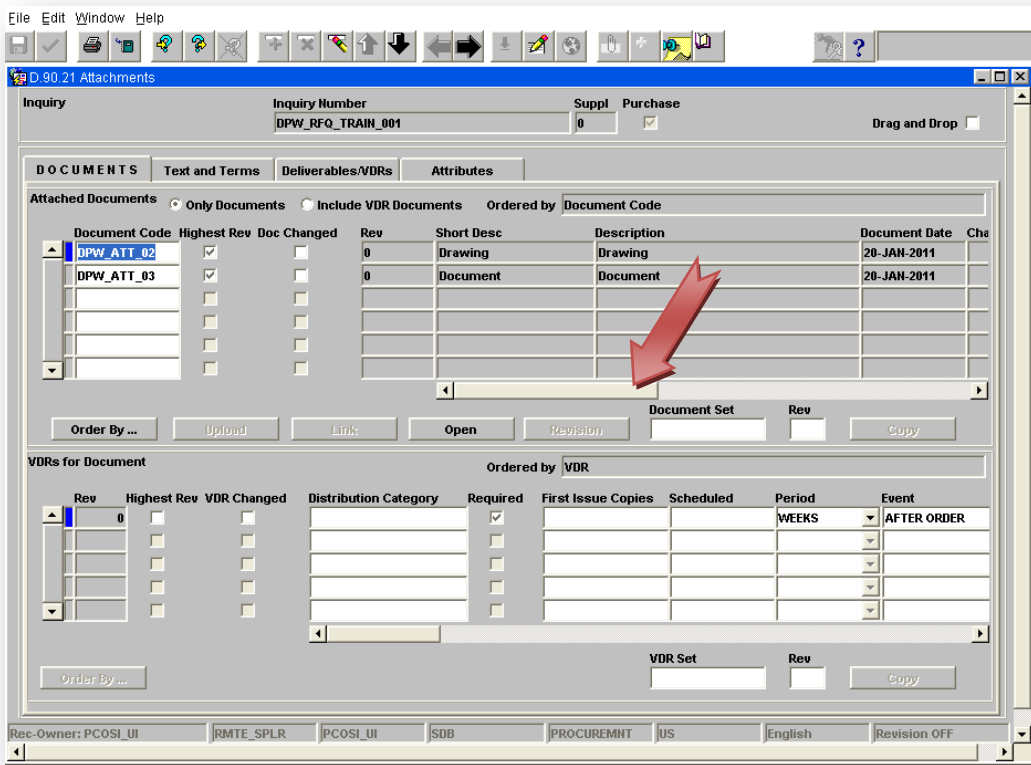 File Edit Window Help
?
D.90.21 Attachments
Inquiry Inquiry Number Suppl Purchase
DPW_RFQ_TRAIN_001 0 Drag and Drop
DOCUMENTS Text and Terms Deliverables/VDRs Attributes
Attached Documents Only Documents Include VDR Documents Ordered by Document Code
Document Code Highest Rev Doc Changed Rev Short Desc Description Document Date Cha
DPW_ATT_02 0 Drawing Drawing 20-JAN-2011
DPW_ATT_03 0 Document Document 20-JAN-2011
Document Set Rev
Order By ... Upload Link Open Revision Copy
VDRs for Document Ordered by VDR
Rev Highest Rev VDR Changed Distribution Category Required First Issue Copies Scheduled Period Event
0 WEEKS AFTER ORDER
VDR Set Rev
Order By ... Copy
Rec-Owner: PCOSI_UI RMTE_SPLR PCOSI_UI SDB PROCUREMNT US English Revision OFF